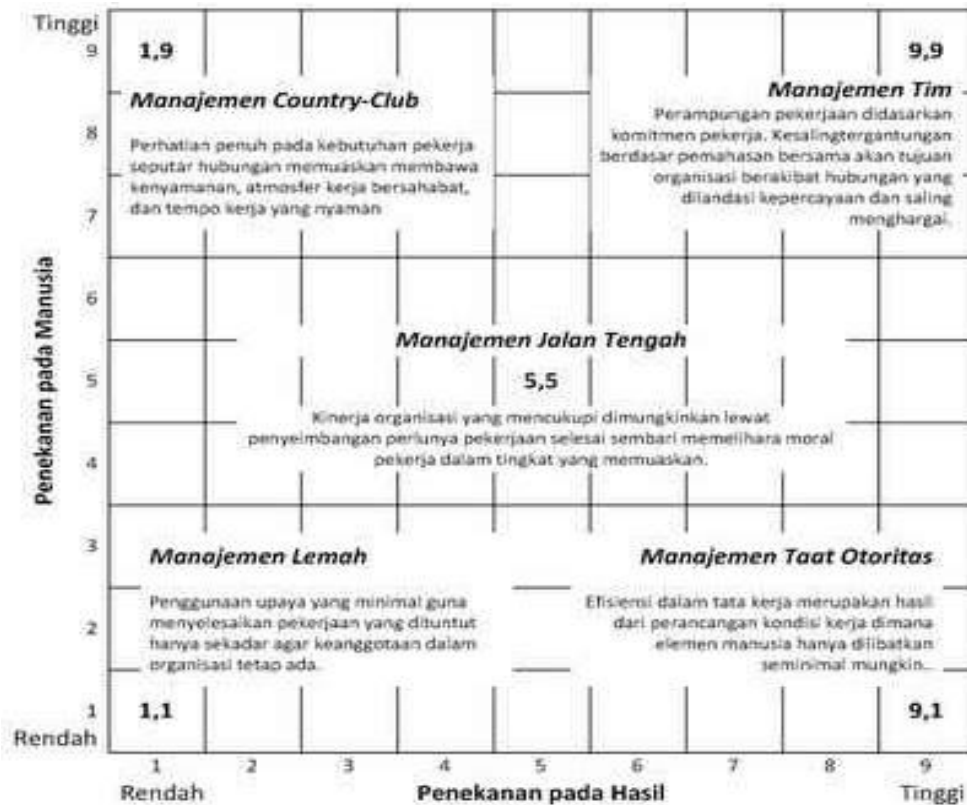 Tinggi
9
1,9
9,9
Manajemen Country-Club
Perhatian penuh pada kebutuhan pekerja
seputar hubungan memuaskan membawa
kenyamanan, atmosfer kerja bersahabat,
dan tempo kerja yang nyaman
Manajemen Tim
Perampungan pekerjaan didasarkan
komitmen pekerja. Kesalingtergantungan
berdasar pemahasan bersama akan tujuan
organisasi berakibat hubungan yang
dilandasi kepercayaan dan saling
menghargai.
8
7
6
Penekanan pada Manusia
Manajemen Jalan Tengah
5
5,5
Kinerja organisasi yang mencukupi dimungkinkan lewat
penyeimbangan perlunya pekerjaan selesai sembari memelihara moral
pekerja dalam tingkat yang memuaskan.
4
3
Manajemen Lemah
Penggunaan upaya yang minimal guna
menyelesaikan pekerjaan yang dituntut
hanya sekadar agar keanggotaan dalam
organisasi tetap ada.
Manajemen Taat Otoritas
Efisiensi dalam tata kerja merupakan hasil
dari perancangan kondisi kerja dimana
elemen manusia hanya dilibatkan
seminimal mungkin..
2
1
1,1
9,1
Rendah
1 2 3 4 5 6 7 8 9
Rendah Penekanan pada Hasil Tinggi